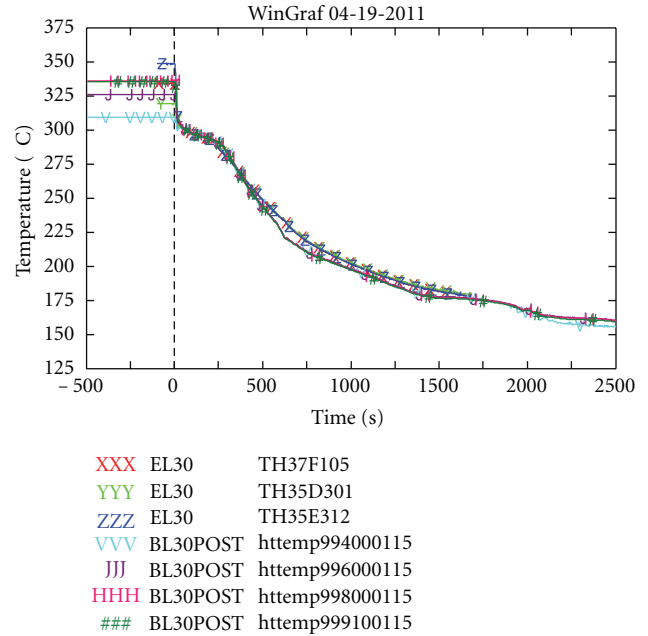 WinGraf 04-19-2011
375
350
325
300
275
250
225
200
175
150
125
Temperature ( C)
−500 0 500 1000 1500 2000 2500
Time (s)
XXX EL30 TH37F105
YYY EL30 TH35D301
ZZZ EL30 TH35E312
VVV BL30POST httemp994000115
JJJ BL30POST httemp996000115
HHH BL30POST httemp998000115
### BL30POST httemp999100115